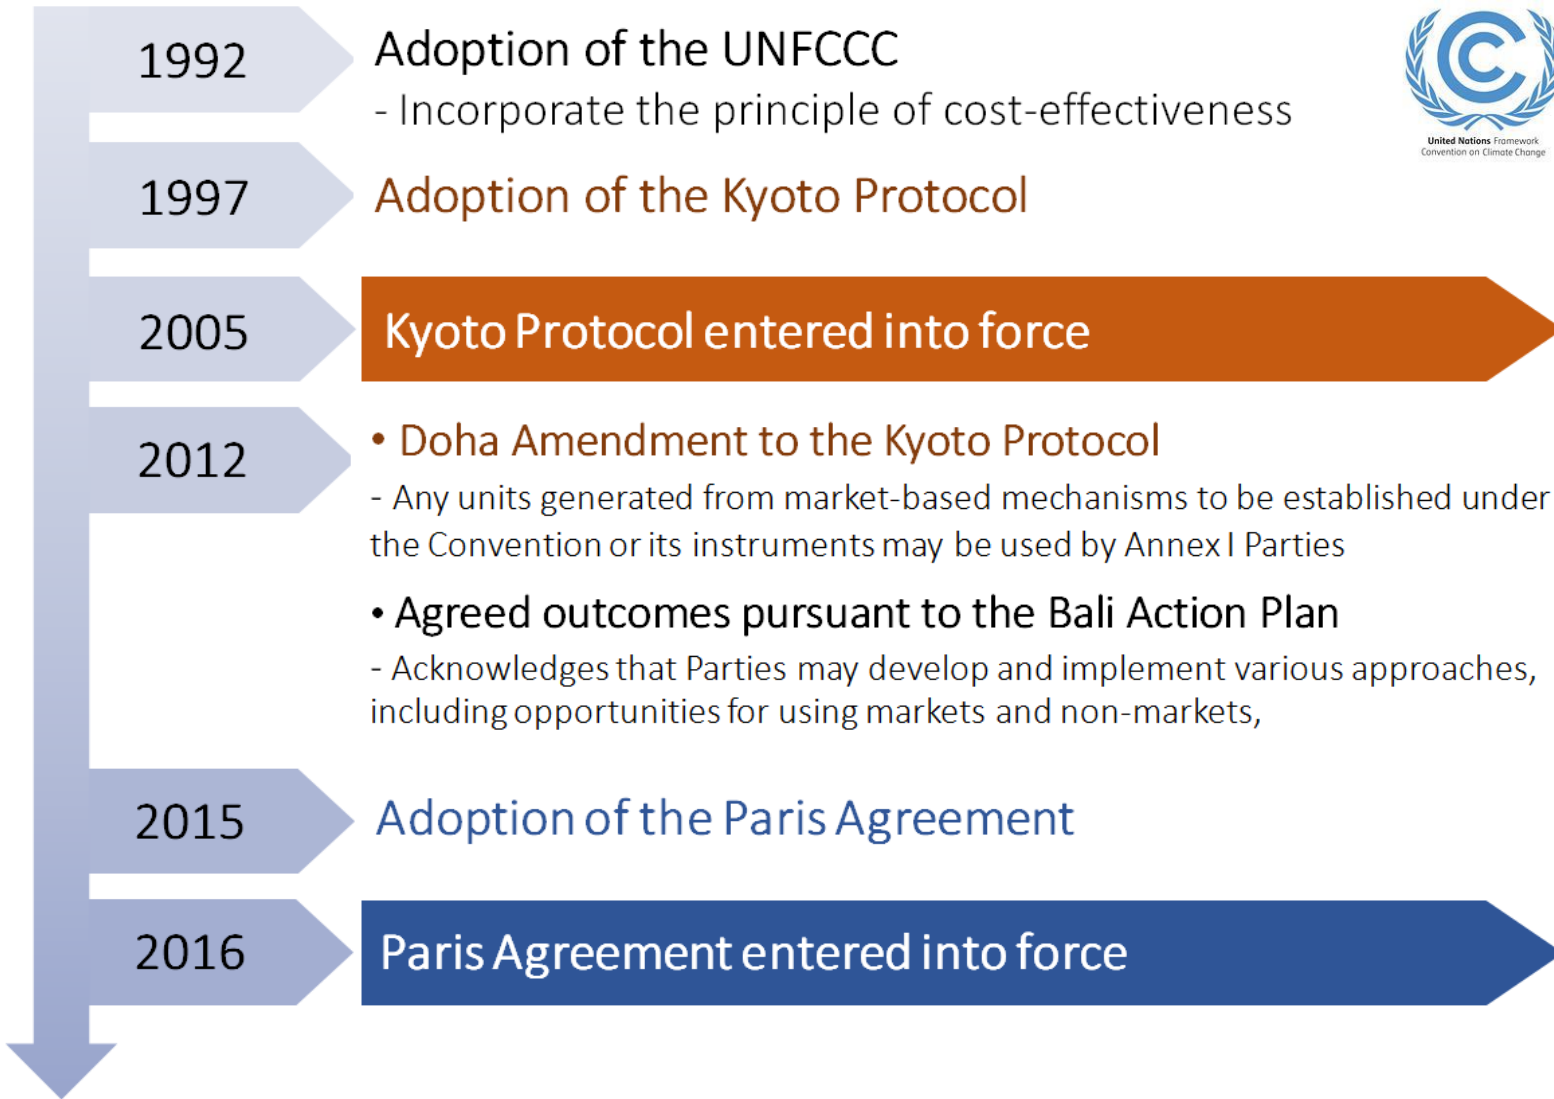 1992
Adoption of the UNFCCC
- Incorporate the principle of cost-effectiveness
United Nations Framework
Convention on Climate Change
1997
Adoption of the Kyoto Protocol
2005
Kyoto Protocol entered into force
2012
• Doha Amendment to the Kyoto Protocol
- Any units generated from market-based mechanisms to be established under
the Convention or its instruments may be used by Annex I Parties
• Agreed outcomes pursuant to the Bali Action Plan
- Acknowledges that Parties may develop and implement various approaches,
including opportunities for using markets and non-markets,
2015
Adoption of the Paris Agreement
2016
Paris Agreement entered into force